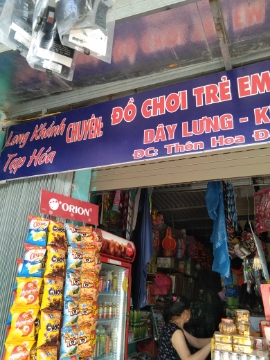 Long Khánh
Tạp Hóa
CHUYÊN:
ĐỒ CHƠI TRẺ EM
DÂY LƯNG - K
ĐC: Thôn Hoa Đ
ORION